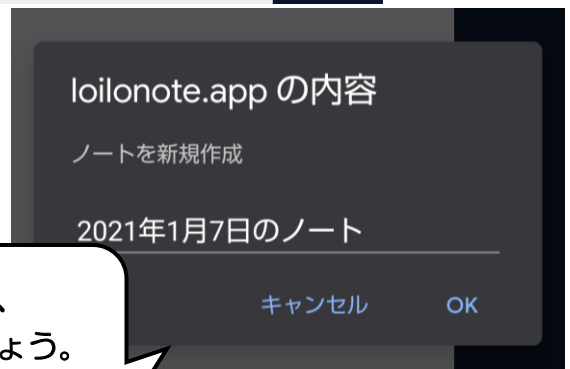 loilonote.app の内容
ノートを新規作成
2021年1月7日のノート
キャンセル OK
、
ょう。